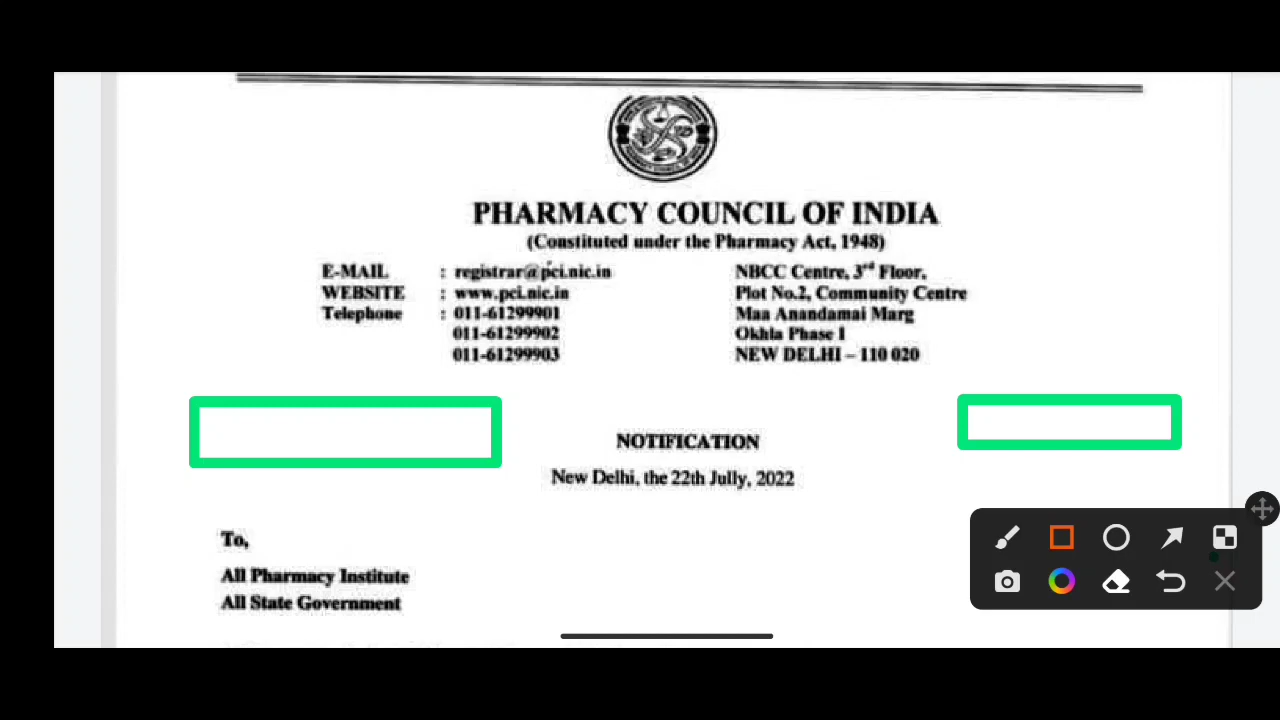 PHARMACY COUNCIL OF INDIA
(Constituted under the Pharmacy Act, 1948)
E-MAIL : registrar@pci.nic.in
WEBSITE : www.pci.nic.in
Telephone : 011-61299901
011-61299902
011-61299903
NBCC Centre, 3rd Floor,
Plot No.2, Community Centre
Maa Anandamai Marg
Okhla Phase I
NEW DELHI – 110 020
NOTIFICATION
New Delhi, the 22th Jully, 2022
To,
All Pharmacy Institute
All State Government